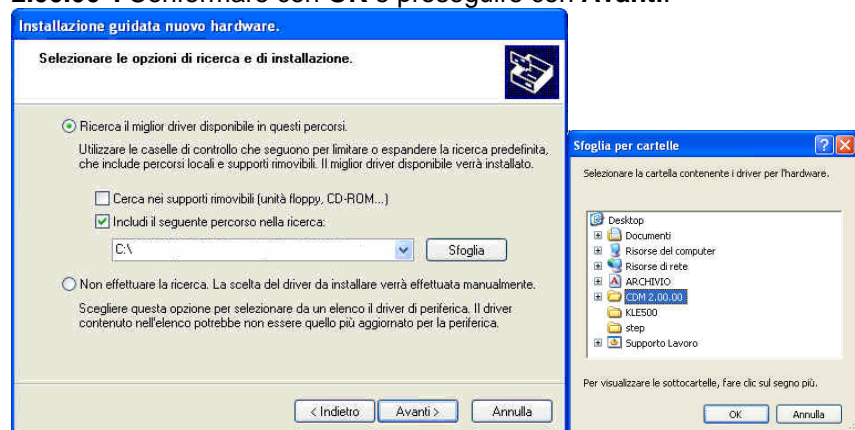 Installazione guidata nuovo hardware.
Selezionare le opzioni di ricerca e di installazione.
Ricerca il miglior driver disponibile in questi percorsi.
Utilizzare le caselle di controllo che seguono per limitare o espandere la ricerca predefinita,
che include percorsi locali e supporti rimovibili. Il miglior driver disponibile verrà installato.
Cerca nei supporti rimovibili (unità floppy, CD-ROM...)
Includi il seguente percorso nella ricerca:
C:\
Sfoglia
Non effettuare la ricerca. La scelta del driver da installare verrà effettuata manualmente.
Scegliere questa opzione per selezionare da un elenco il driver di periferica. Il driver
contenuto nell'elenco potrebbe non essere quello più aggiornato per la periferica.
< Indietro
Avanti >
Annulla
Sfoglia per cartelle
Selezionare la cartella contenente i driver per l'hardware.
Desktop
Documenti
Risorse del computer
Risorse di rete
ARCHIVIO
CDM 2.00.00
KLE500
step
Supporto Lavoro
Per visualizzare le sottocartelle, fare clic sul segno più.
OK
Annulla